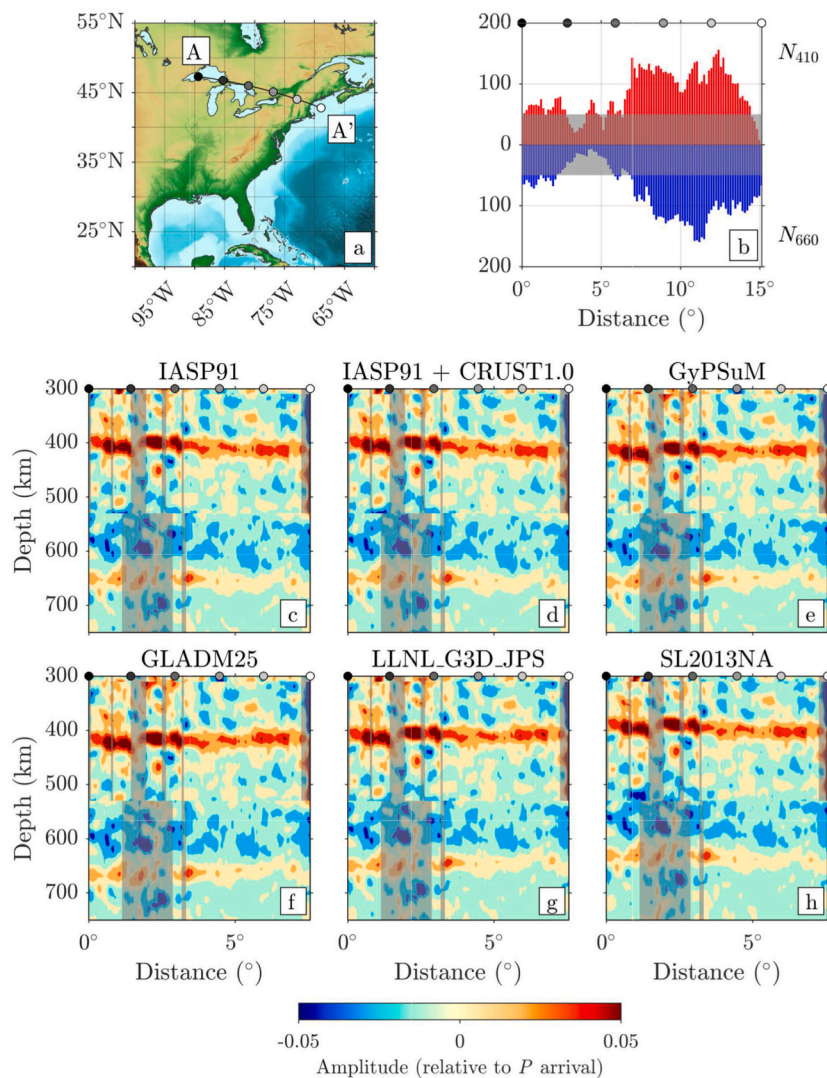 55°N
45°N
35°N
25°N
95°W
85°W
75°W
65°W
A
A'
a
200
100
0
100
200
N410
N660
b
0°
5°
10°
15°
Distance (°)
IASP91
IASP91 + CRUST1.0
GyPSuM
300
400
500
600
700
Depth (km)
c
d
e
GLADM25
LLNL_G3D_JPS
SL2013NA
300
400
500
600
700
Depth (km)
f
g
h
0°
5°
0°
5°
0°
5°
Distance (°)
Distance (°)
Distance (°)
-0.05
0
0.05
Amplitude (relative to P arrival)